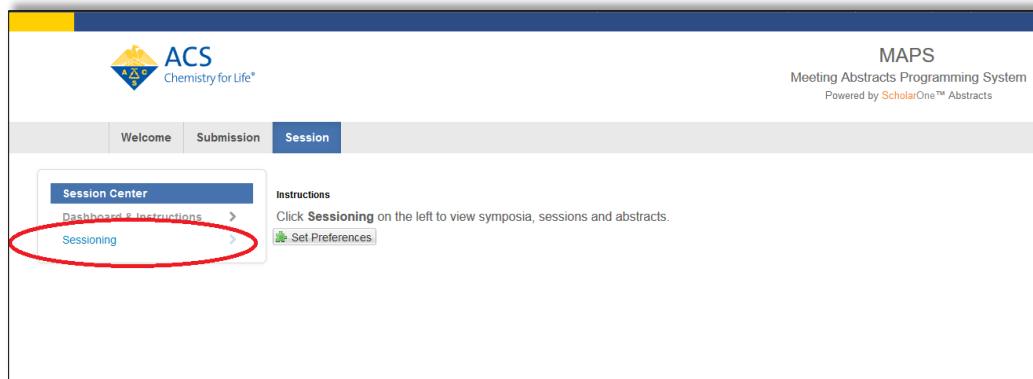 ACS
Chemistry for Life®
A C S
MAPS
Meeting Abstracts Programming System
Powered by ScholarOne™ Abstracts
Welcome Submission Session
Session Center
Dashboard & Instructions
Sessioning
Instructions
Click Sessioning on the left to view symposia, sessions and abstracts.
Set Preferences